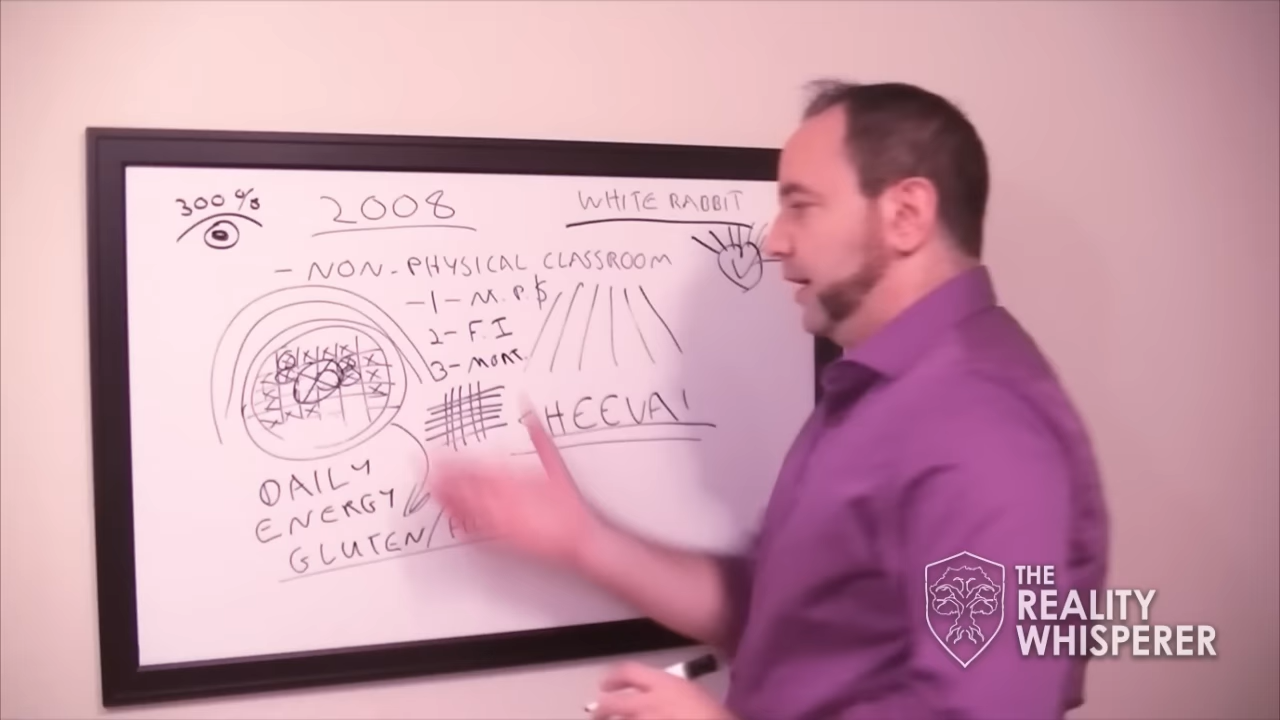 300%
2008
WHITE RABBIT
- NON-PHYSICAL CLASSROOM
-1- M.P.$
2- F.I
3- MONT.
HEEVA!
DAILY
ENERGY
GLUTEN/
THE
REALITY
WHISPERER